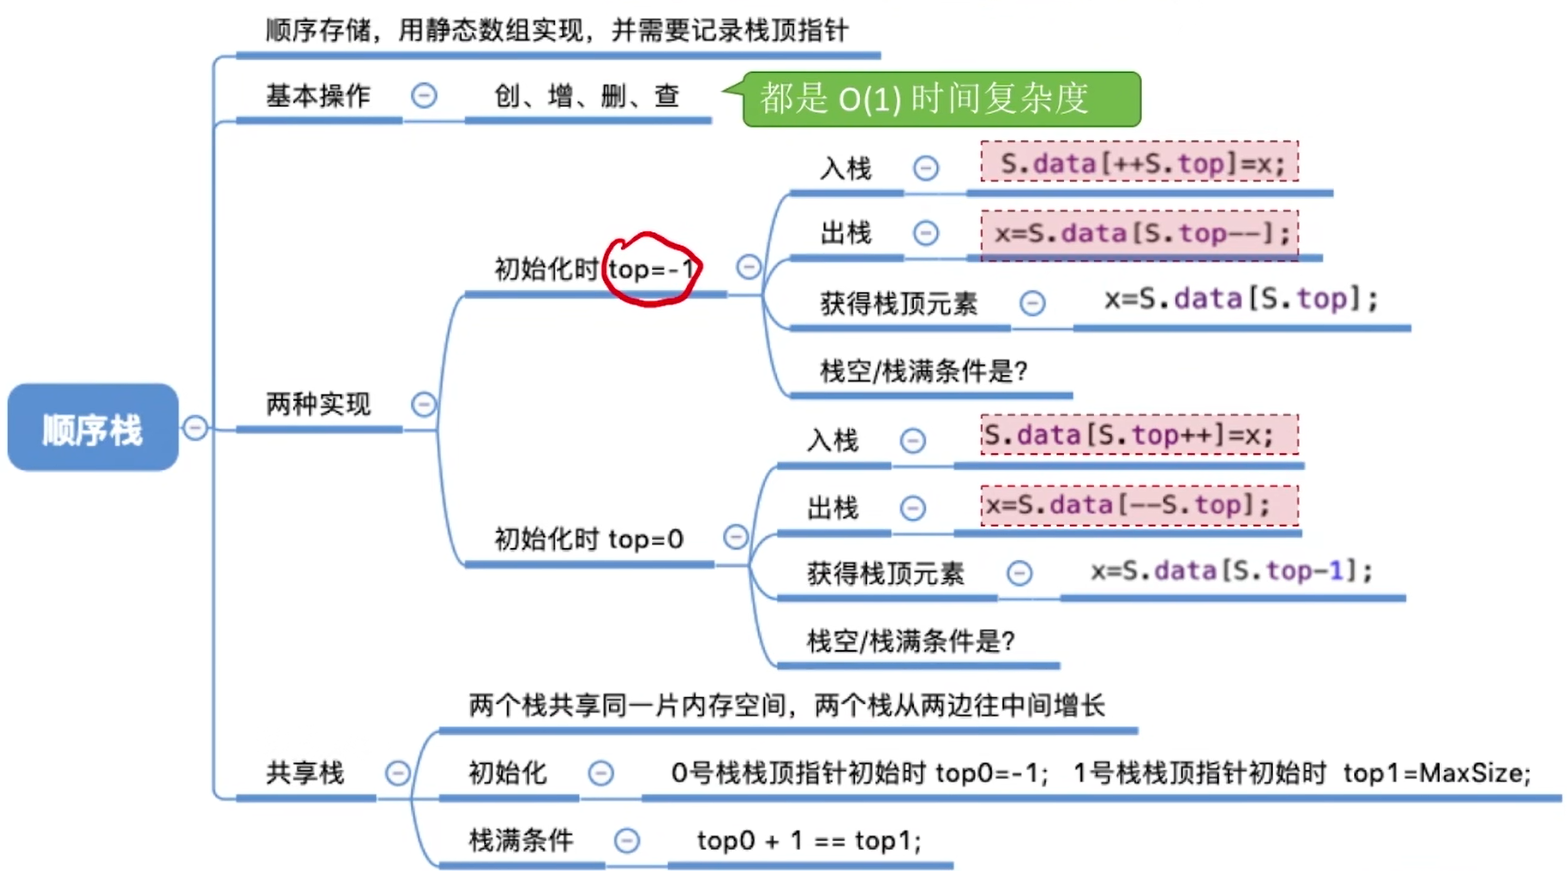 顺序存储，用静态数组实现，并需要记录栈顶指针
基本操作
创、增、删、查
都是 O(1) 时间复杂度
入栈
S.data[++S.top]=x;
出栈
x=S.data[S.top--];
初始化时 top=-1
获得栈顶元素
x=S.data[S.top];
栈空/栈满条件是?
两种实现
顺序栈
入栈
S.data[S.top++]=x;
出栈
x=S.data[--S.top];
初始化时 top=0
获得栈顶元素
x=S.data[S.top-1];
栈空/栈满条件是?
两个栈共享同一片内存空间，两个栈从两边往中间增长
共享栈
初始化
0号栈栈顶指针初始时 top0=-1; 1号栈栈顶指针初始时 top1=MaxSize;
栈满条件
top0 + 1 == top1;